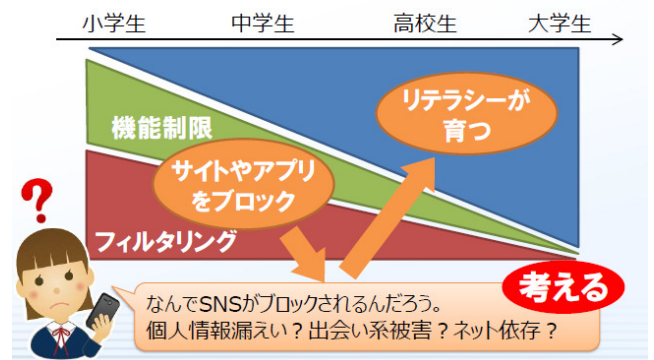 小学生 中学生 高校生 大学生
リテラシーが
育つ
機能制限
サイトやアプリ
をブロック
フィルタリング
?
考える
なんでSNSがブロックされるんだろう。
個人情報漏えい?出会い系被害?ネット依存?